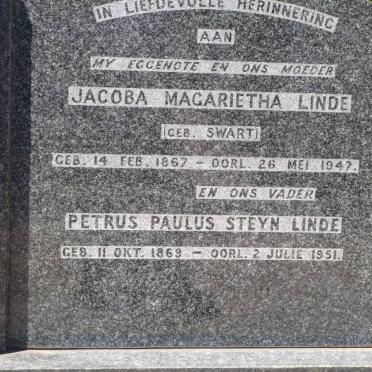 IN LIEFDEVOLLE HERINNERING
AAN
MY EGGENOTE EN ONS MOEDER
JACOBA MAGARIETHA LINDE
(GEB. SWART)
GEB. 14 FEB. 1867 – OORL. 26 MEI 1947.
EN ONS VADER
PETRUS PAULUS STEYN LINDE
GEB. 11 OKT. 1869 – OORL. 2 JULIE 1951.